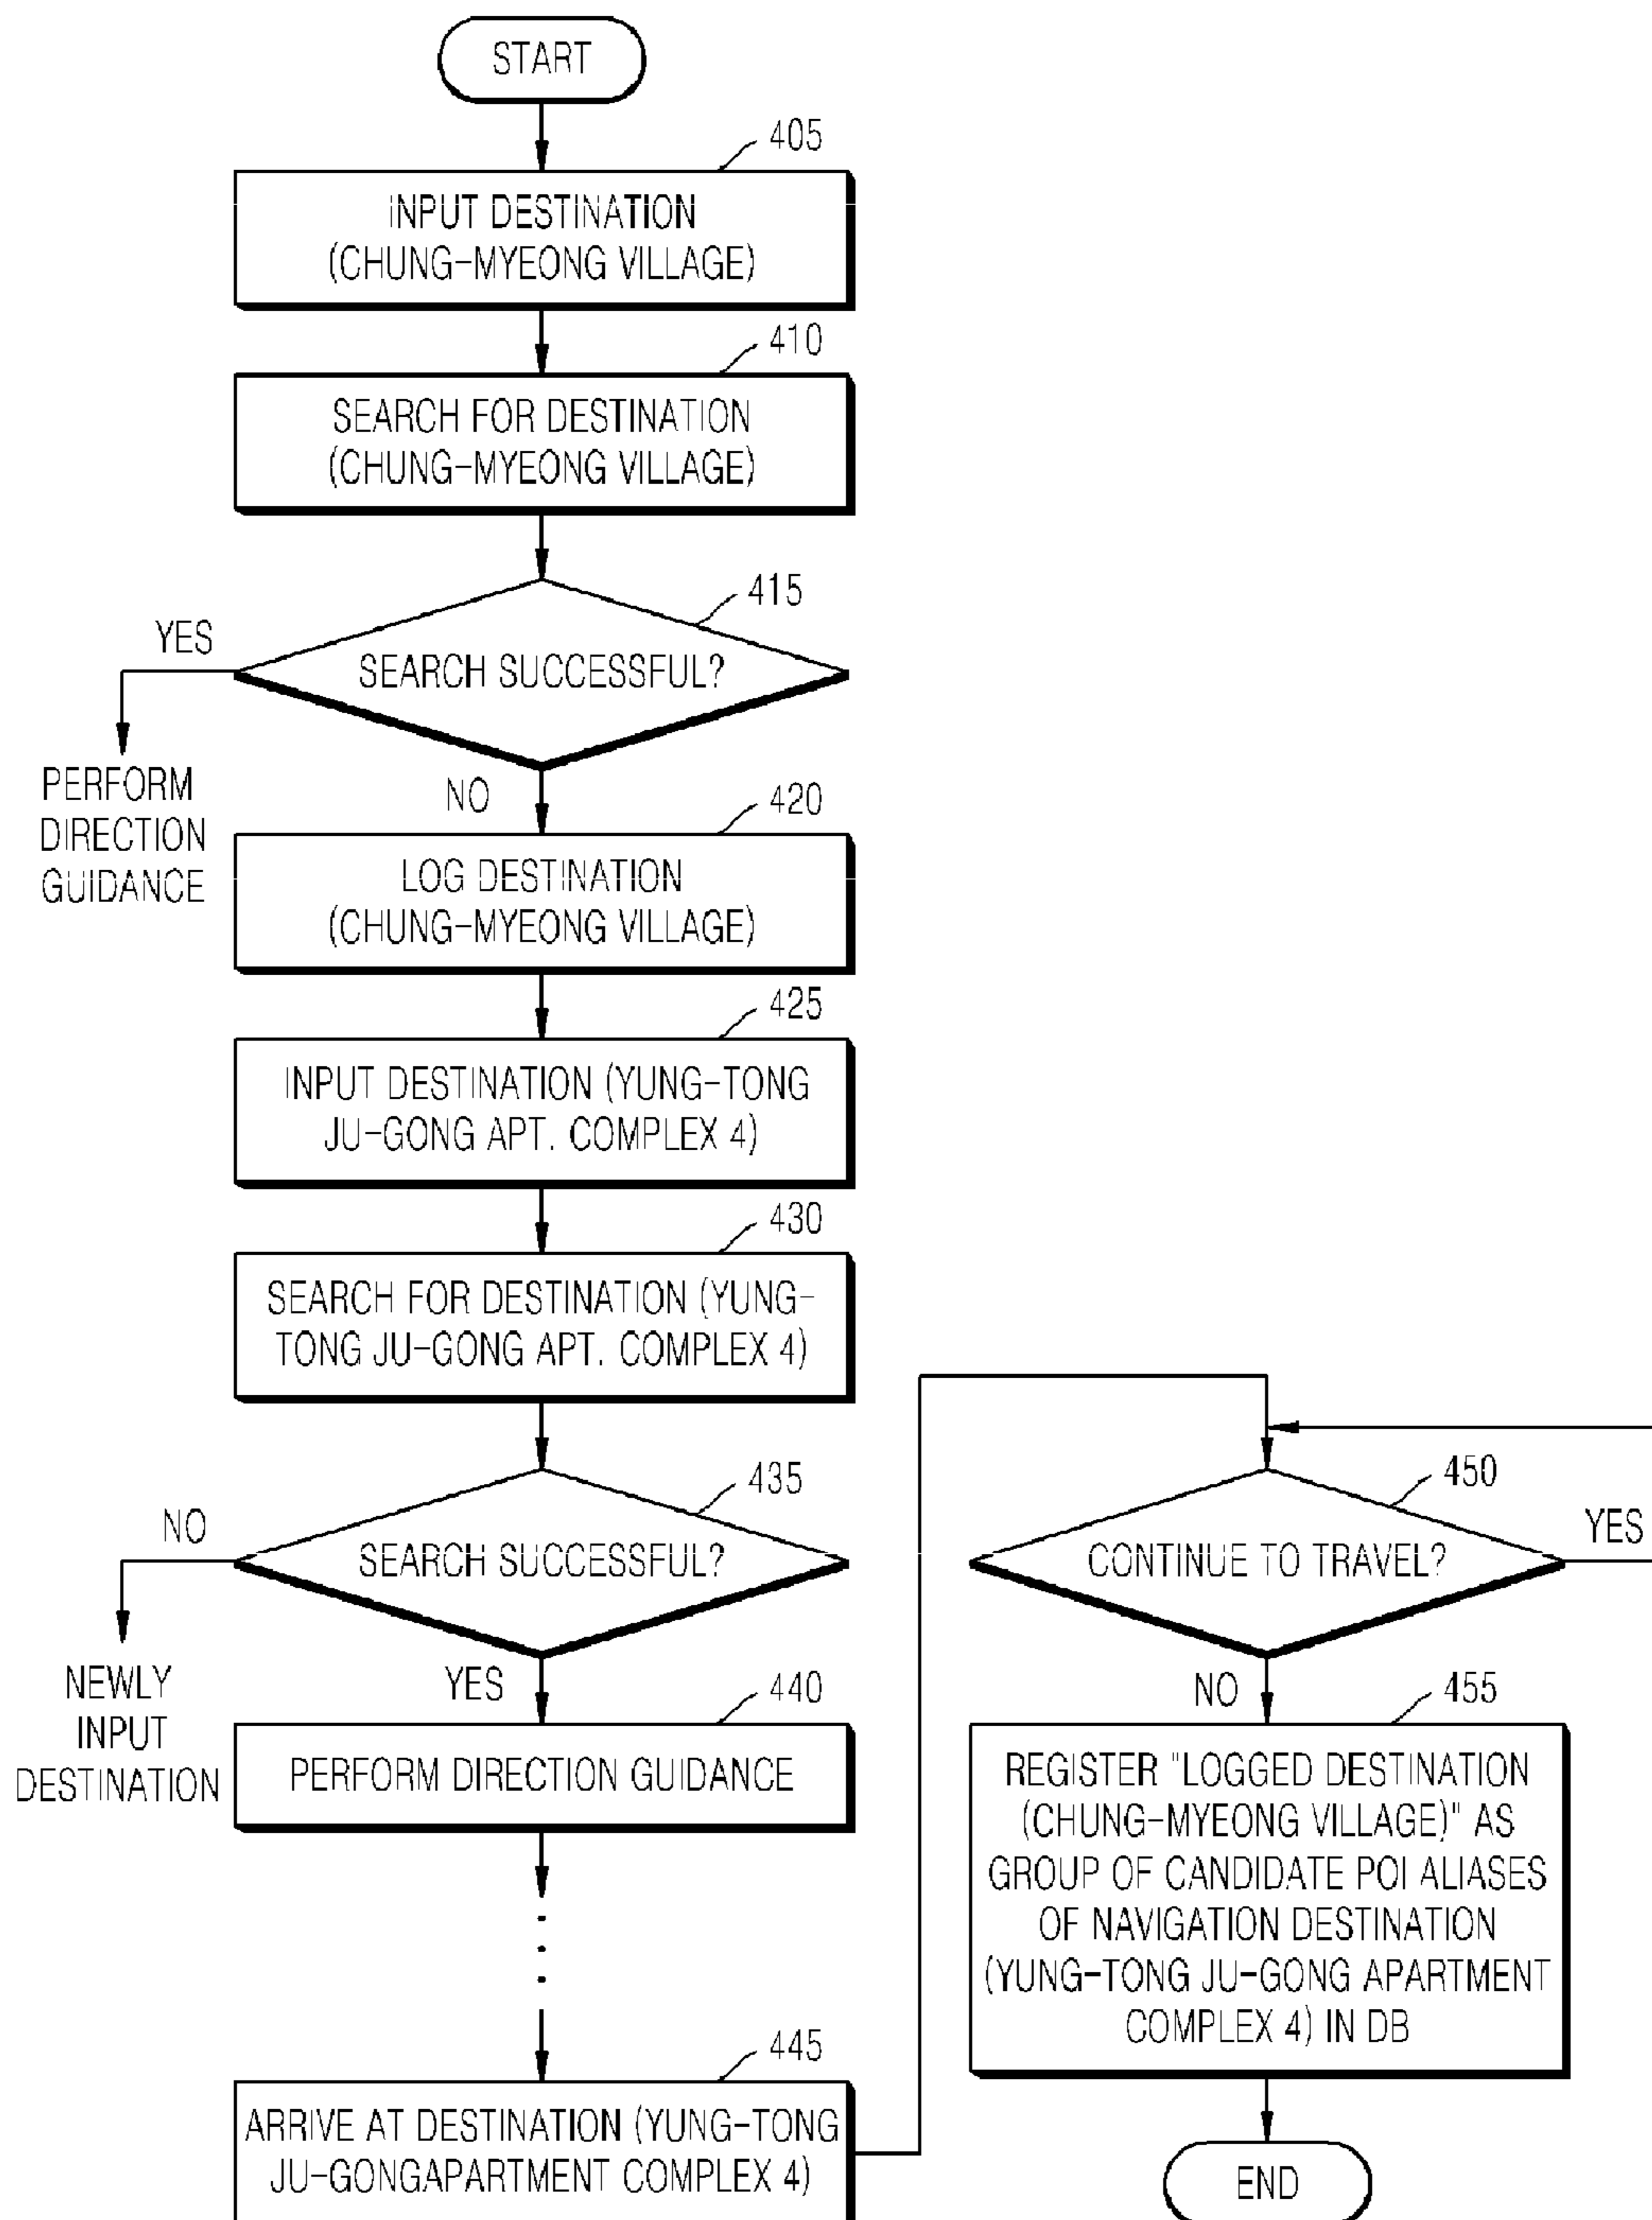 START
405
INPUT DESTINATION
(CHUNG-MYEONG VILLAGE)
410
SEARCH FOR DESTINATION
(CHUNG-MYEONG VILLAGE)
415
YES
SEARCH SUCCESSFUL?
PERFORM
DIRECTION
GUIDANCE
NO
420
LOG DESTINATION
(CHUNG-MYEONG VILLAGE)
425
INPUT DESTINATION (YUNG-TONG
JU-GONG APT. COMPLEX 4)
430
SEARCH FOR DESTINATION (YUNG-
TONG JU-GONG APT. COMPLEX 4)
435
NO
SEARCH SUCCESSFUL?
NEWLY
INPUT
DESTINATION
YES
440
PERFORM DIRECTION GUIDANCE
445
ARRIVE AT DESTINATION (YUNG-TONG
JU-GONGAPARTMENT COMPLEX 4)
450
YES
CONTINUE TO TRAVEL?
NO
455
REGISTER "LOGGED DESTINATION
(CHUNG-MYEONG VILLAGE)" AS
GROUP OF CANDIDATE POI ALIASES
OF NAVIGATION DESTINATION
(YUNG-TONG JU-GONG APARTMENT
COMPLEX 4) IN DB
END